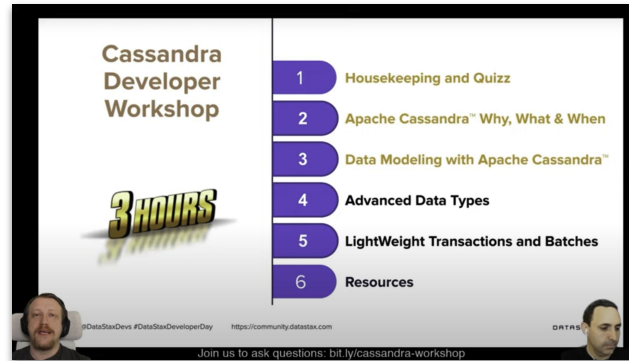 Cassandra
Developer
Workshop
3 HOURS
1 Housekeeping and Quizz
2 Apache Cassandra™ Why, What & When
3 Data Modeling with Apache Cassandra™
4 Advanced Data Types
5 LightWeight Transactions and Batches
6 Resources
@DataStaxDevs #DataStaxDeveloperDay https://community.datastax.com
Join us to ask questions: bit.ly/cassandra-workshop